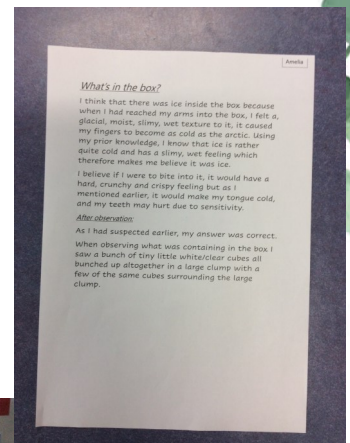 Amelia
What's in the box?
I think that there was ice inside the box because
when I had reached my arms into the box, I felt a,
glacial, moist, slimy, wet texture to it, it caused
my fingers to become as cold as the arctic. Using
my prior knowledge, I know that ice is rather
quite cold and has a slimy, wet feeling which
therefore makes me believe it was ice.
I believe if I were to bite into it, it would have a
hard, crunchy and crispy feeling but as I
mentioned earlier, it would make my tongue cold,
and my teeth may hurt due to sensitivity.
After observation:
As I had suspected earlier, my answer was correct.
When observing what was containing in the box I
saw a bunch of tiny little white/clear cubes all
bunched up altogether in a large clump with a
few of the same cubes surrounding the large
clump.